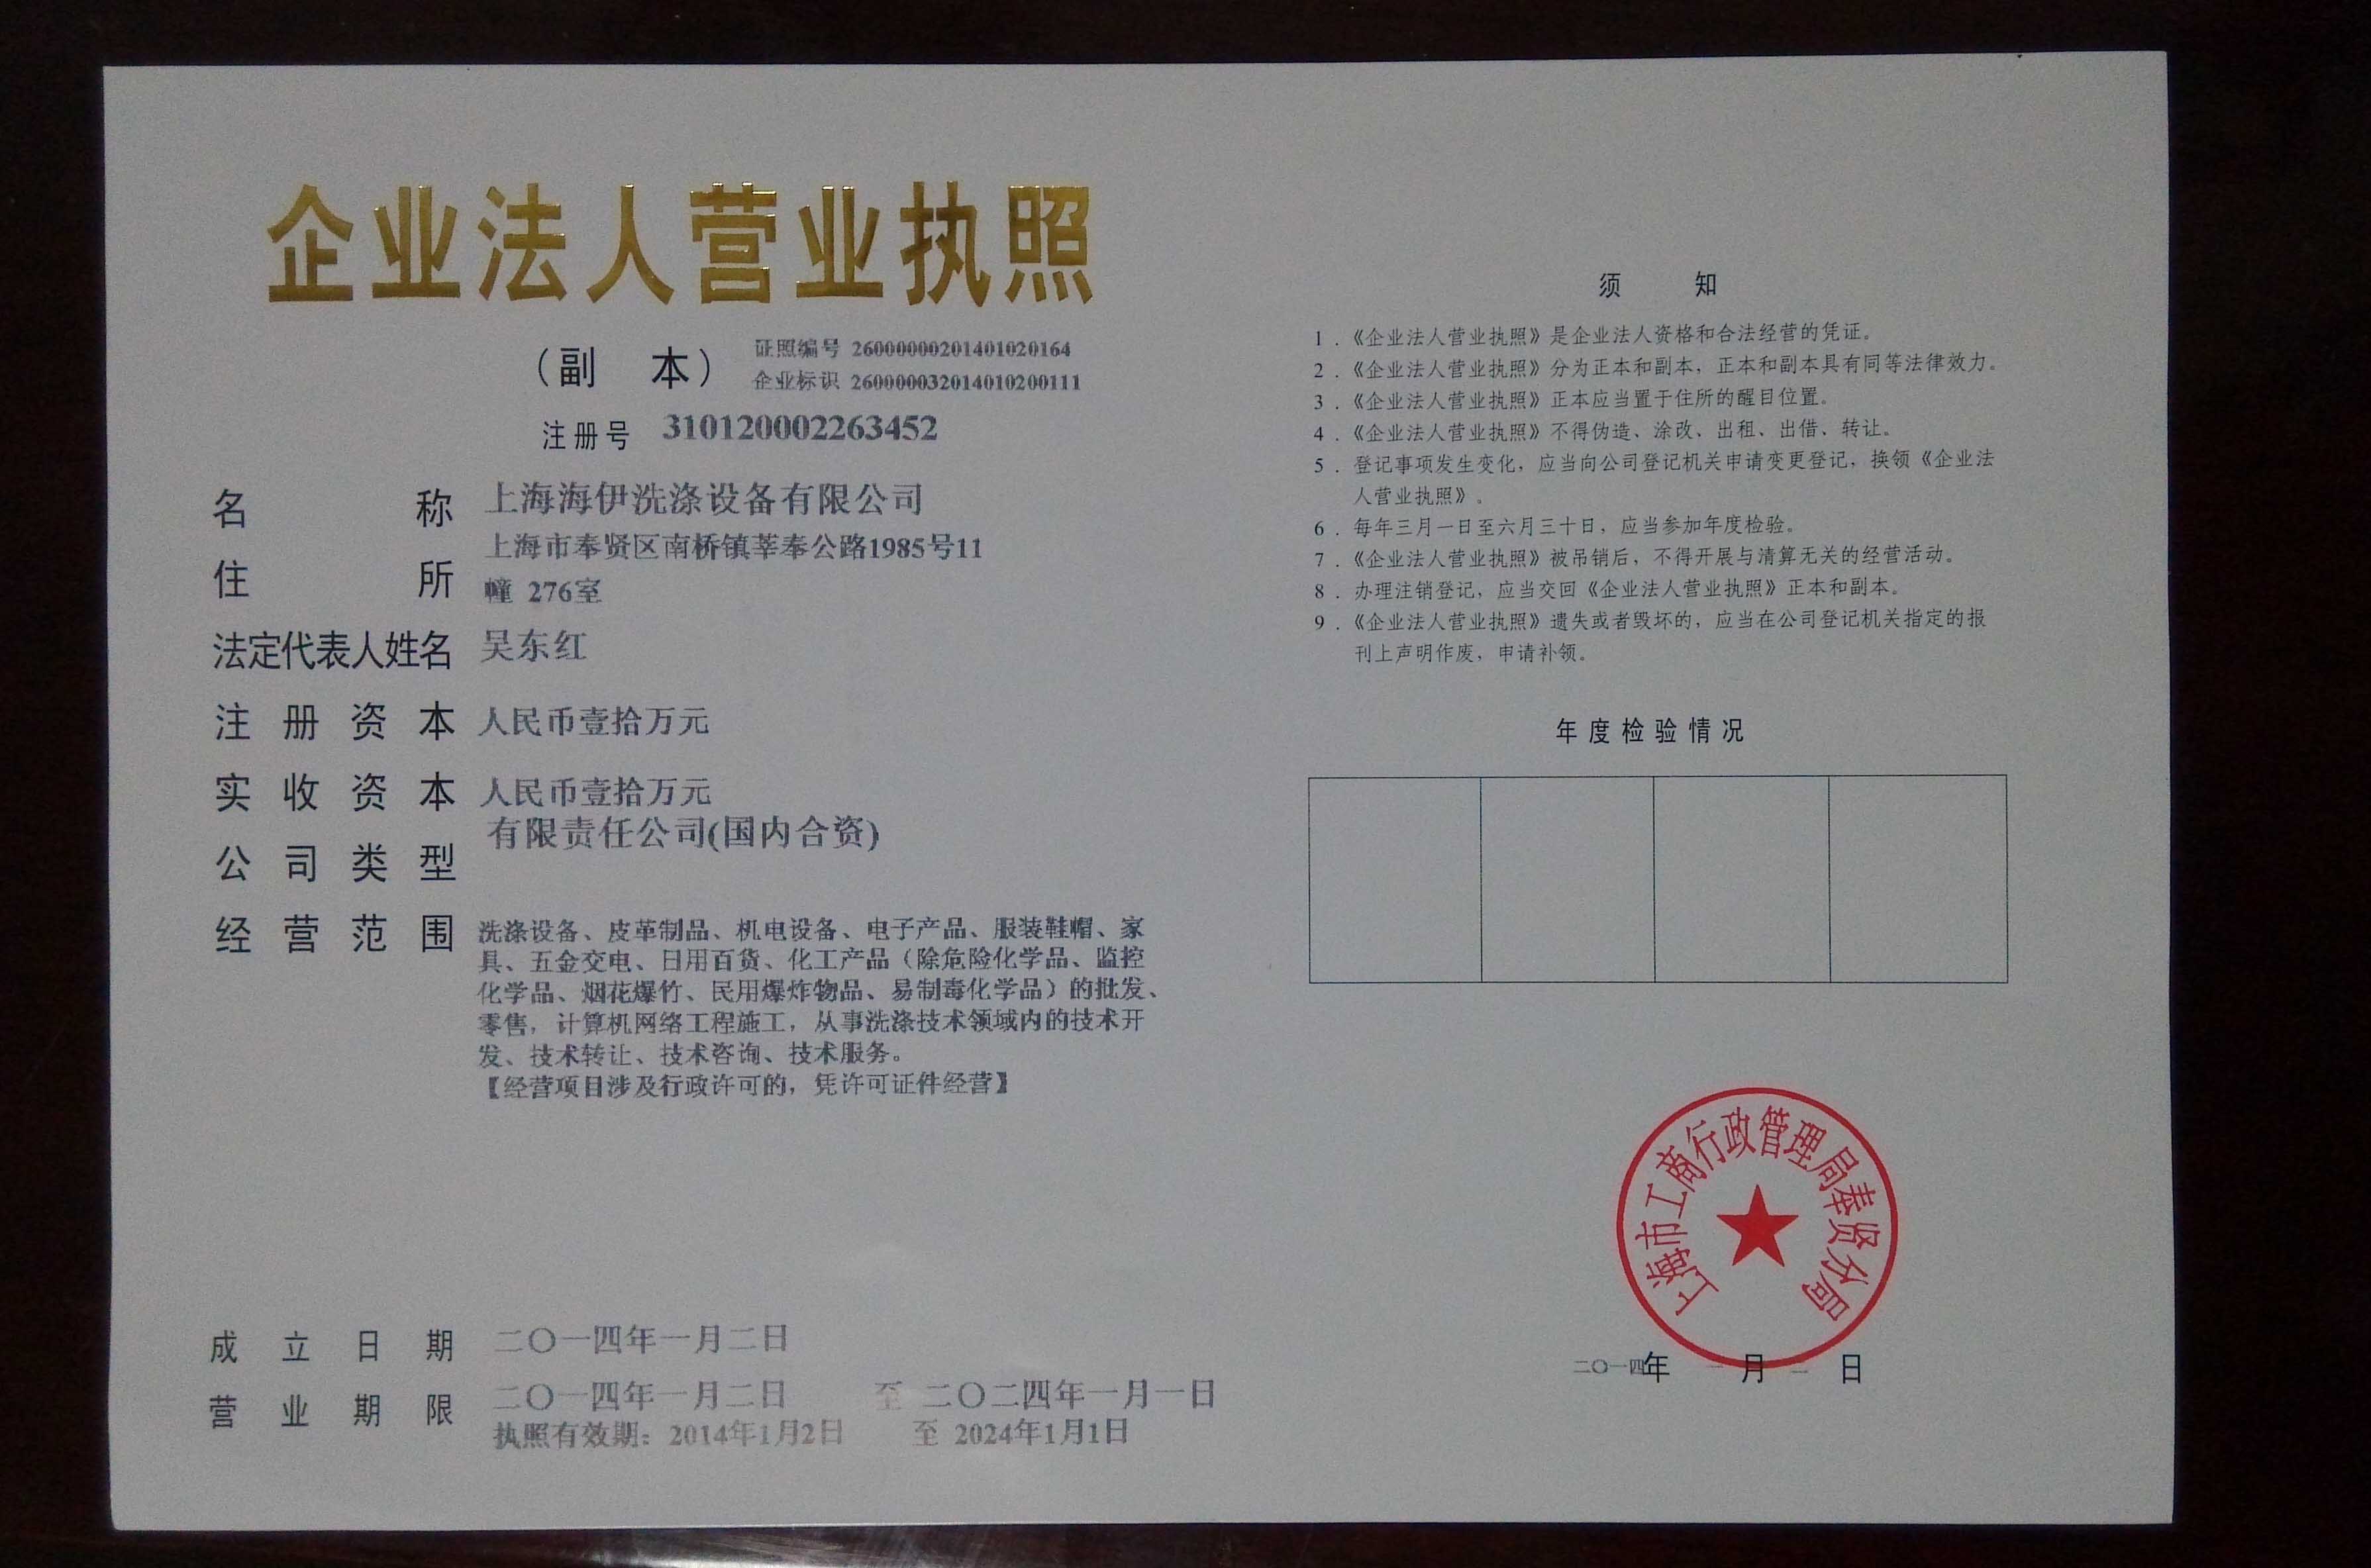 企业法人营业执照
（副 本） 证照编号 26000000201401020164
企业标识 260000032014010200111
注册号 310120002263452
名 称 上海海伊洗涤设备有限公司
住 所 上海市奉贤区南桥镇莘奉公路1985号11
幢 276室
法定代表人姓名 吴东红
注 册 资 本 人民币壹拾万元
实 收 资 本 人民币壹拾万元
公 司 类 型 有限责任公司(国内合资)
经 营 范 围 洗涤设备、皮革制品、机电设备、电子产品、服装鞋帽、家
具、五金交电、日用百货、化工产品（除危险化学品、监控
化学品、烟花爆竹、民用爆炸物品、易制毒化学品）的批发、
零售，计算机网络工程施工，从事洗涤技术领域内的技术开
发、技术转让、技术咨询、技术服务。
【经营项目涉及行政许可的，凭许可证件经营】
成 立 日 期 二〇一四年一月二日
营 业 期 限 二〇一四年一月二日 至 二〇二四年一月一日
执照有效期：2014年1月2日 至 2024年1月1日
须 知
1．《企业法人营业执照》是企业法人资格和合法经营的凭证。
2．《企业法人营业执照》分为正本和副本，正本和副本具有同等法律效力。
3．《企业法人营业执照》正本应当置于住所的醒目位置。
4．《企业法人营业执照》不得伪造、涂改、出租、出借、转让。
5．登记事项发生变化，应当向公司登记机关申请变更登记，换领《企业法
人营业执照》。
6．每年三月一日至六月三十日，应当参加年度检验。
7．《企业法人营业执照》被吊销后，不得开展与清算无关的经营活动。
8．办理注销登记，应当交回《企业法人营业执照》正本和副本。
9．《企业法人营业执照》遗失或者毁坏的，应当在公司登记机关指定的报
刊上声明作废，申请补领。
年度检验情况
上海市工商行政管理局奉贤分局
二〇一四年 一 月 二 日